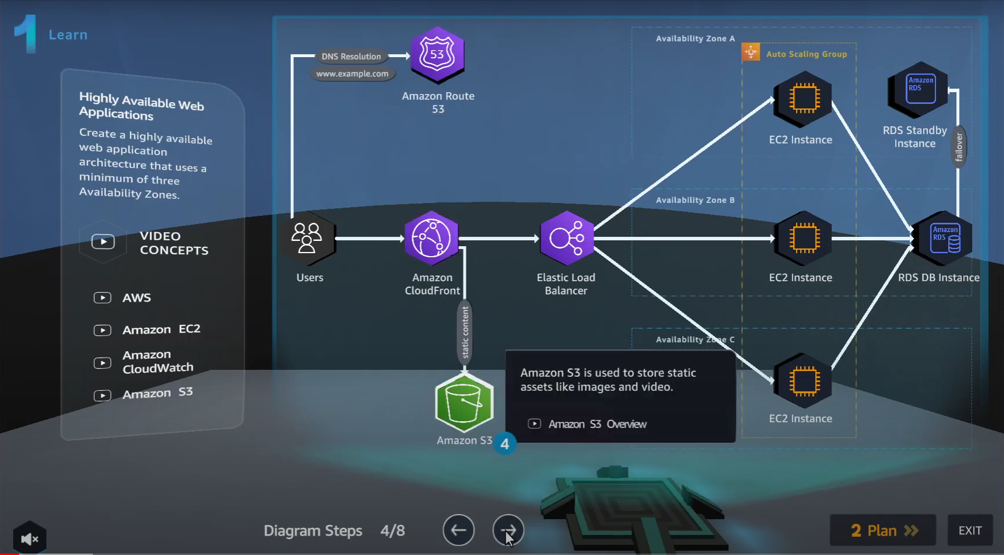 1 Learn
Highly Available Web
Applications
Create a highly available
web application
architecture that uses a
minimum of three
Availability Zones.
VIDEO
CONCEPTS
AWS
Amazon EC2
Amazon
CloudWatch
Amazon S3
DNS Resolution
www.example.com
53
Amazon Route
53
Users
Amazon
CloudFront
static content
Amazon S3
4
Elastic Load
Balancer
Availability Zone A
Auto Scaling Group
EC2 Instance
Amazon
RDS
RDS Standby
Instance
failover
Availability Zone B
EC2 Instance
Amazon
RDS
RDS DB Instance
Availability Zone C
EC2 Instance
Amazon S3 is used to store static
assets like images and video.
Amazon S3 Overview
Diagram Steps 4/8
2 Plan
EXIT